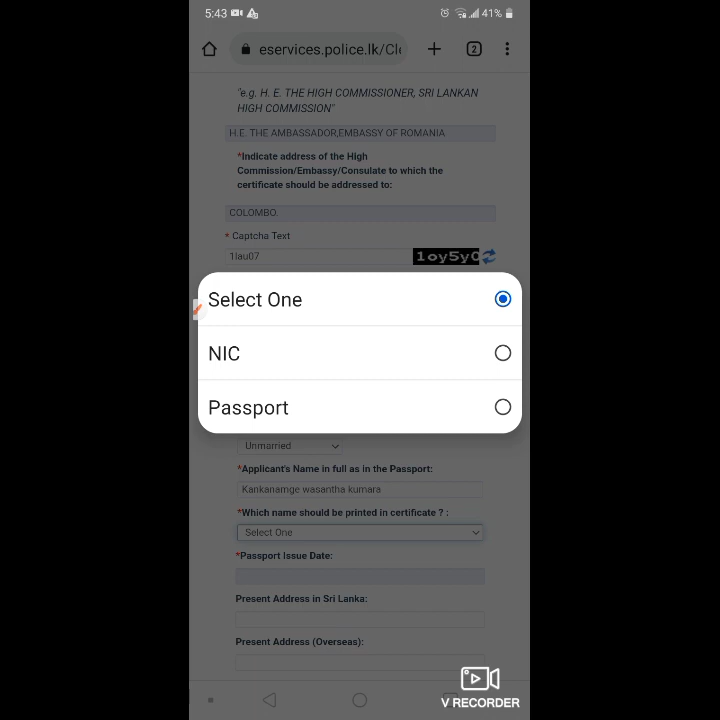 5:43
41%
eservices.police.lk/Cle
2
"e.g. H. E. THE HIGH COMMISSIONER, SRI LANKAN
HIGH COMMISSION"
H.E. THE AMBASSADOR,EMBASSY OF ROMANIA
*Indicate address of the High
Commission/Embassy/Consulate to which the
certificate should be addressed to:
COLOMBO.
* Captcha Text
1lau07
1oy5y0
Select One
NIC
Passport
Unmarried
*Applicant's Name in full as in the Passport:
Kankanamge wasantha kumara
*Which name should be printed in certificate ? :
Select One
*Passport Issue Date:
Present Address in Sri Lanka:
Present Address (Overseas):
V RECORDER